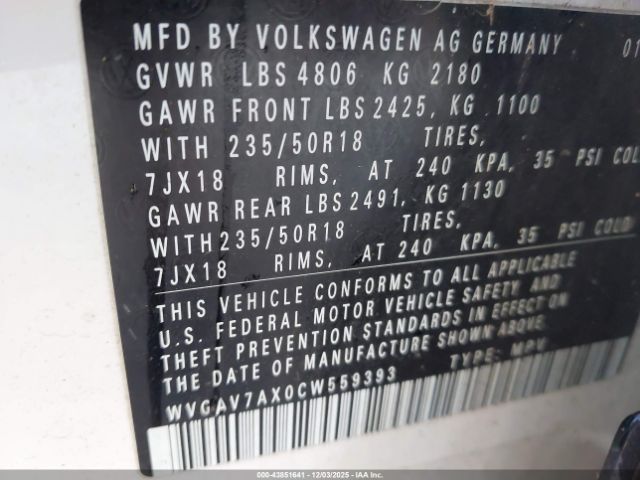 MFD BY VOLKSWAGEN AG GERMANY 01
GVWR LBS 4806 KG 2180
GAWR FRONT LBS 2425, KG 1100
WITH 235/50R18 TIRES,
7JX18 RIMS, AT 240 KPA, 35 PSI COL
GAWR REAR LBS 2491, KG 1130
WITH 235/50R18 TIRES,
7JX18 RIMS, AT 240 KPA, 35 PSI COLD
THIS VEHICLE CONFORMS TO ALL APPLICABLE
U.S. FEDERAL MOTOR VEHICLE SAFETY, AND
THEFT PREVENTION STANDARDS IN EFFECT ON
THE DATE OF MANUFACTURE SHOWN ABOVE.
WVGAV7AX0CW559393 TYPE: MPV
000-43851641 - 12/03/2025 - IAA CORP